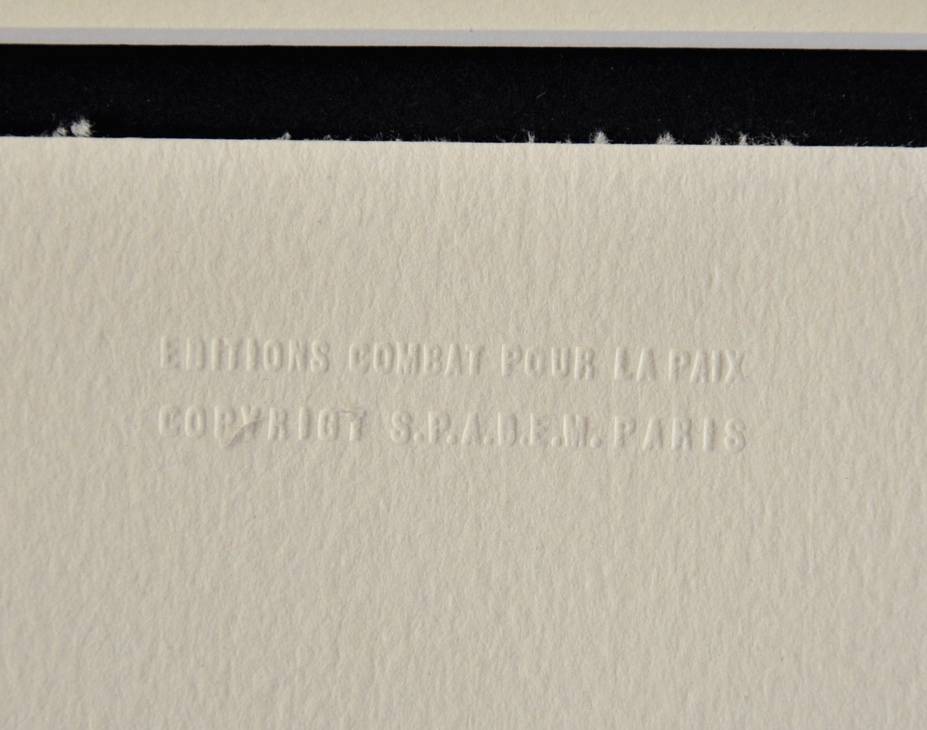 EDITIONS COMBAT POUR LA PAIX
COPYRIGT S.P.A.D.E.M. PARIS